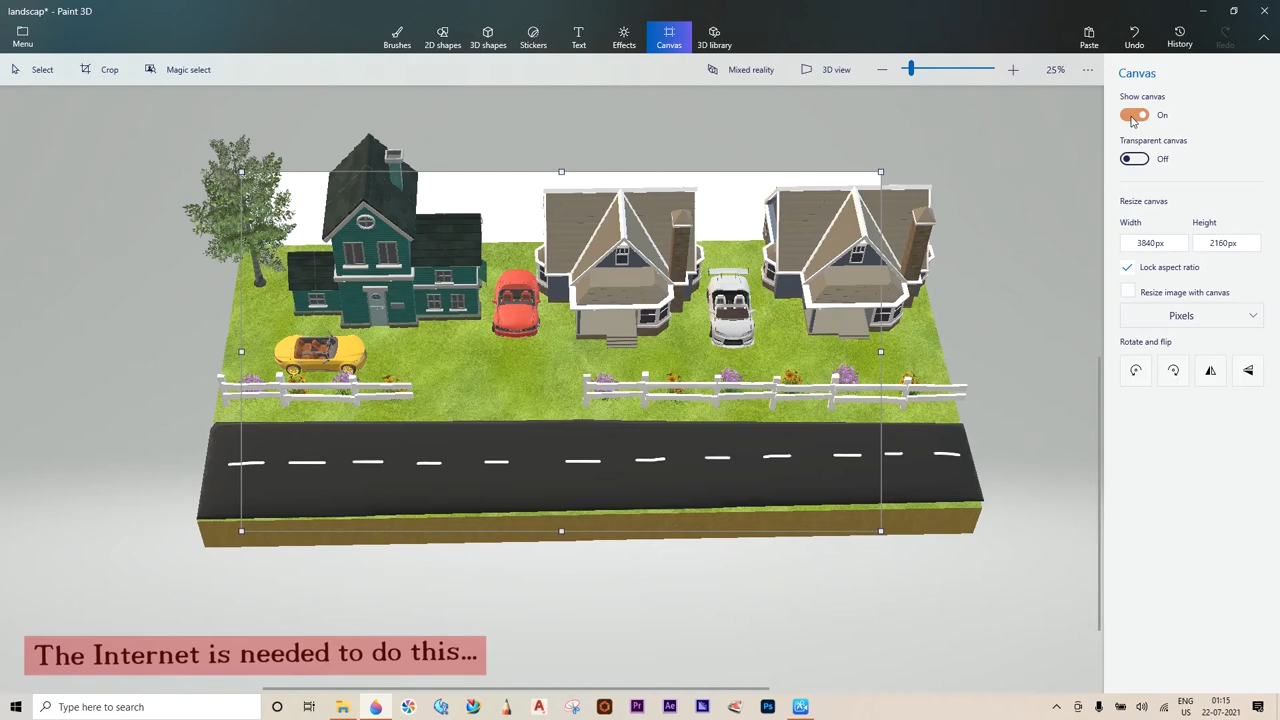 landscap* - Paint 3D
Menu
Brushes
2D shapes
3D shapes
Stickers
Text
Effects
Canvas
3D library
Paste
Undo
History
Redo
Select
Crop
Magic select
Mixed reality
3D view
25%
Canvas
Show canvas
On
Transparent canvas
Off
Resize canvas
Width
Height
3840px
2160px
Lock aspect ratio
Resize image with canvas
Pixels
Rotate and flip
The Internet is needed to do this...
Type here to search
A
Pr
Ae
Ps
ENG
US
01:15
22-07-2021